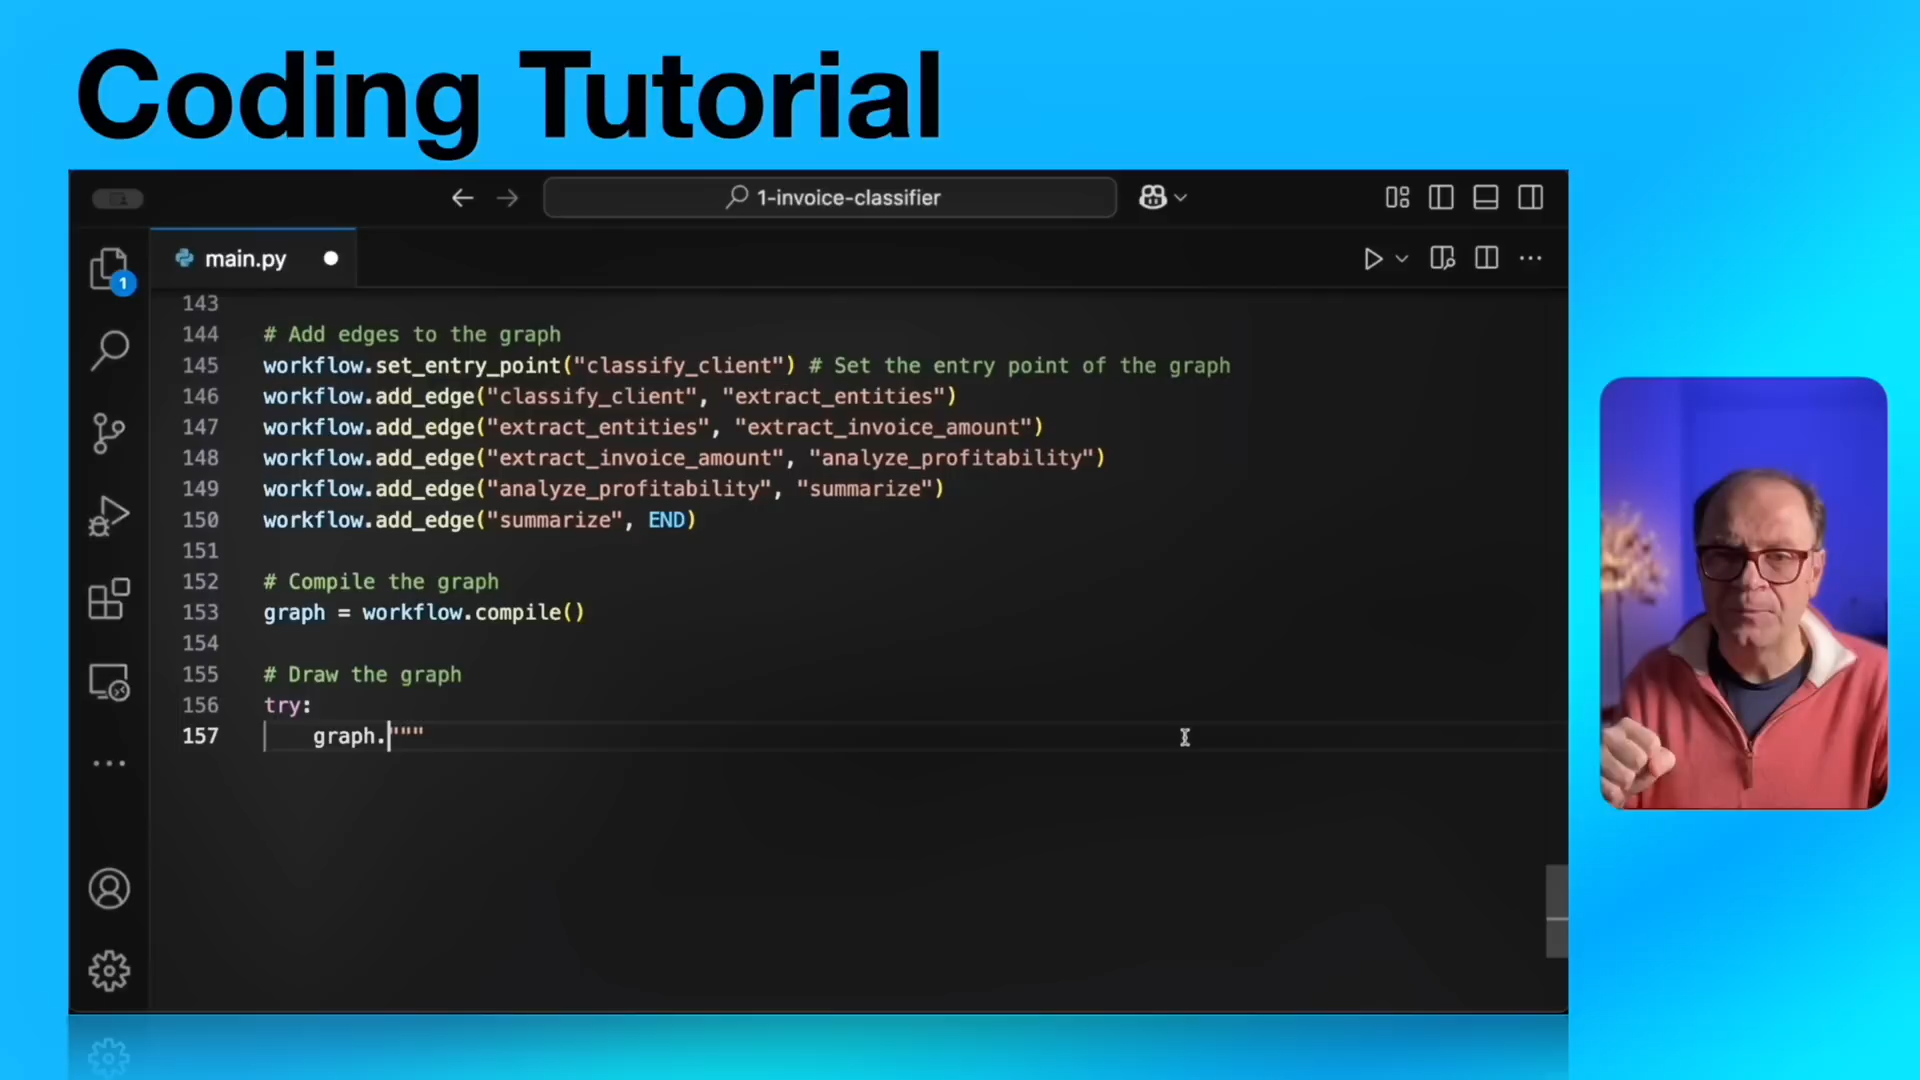 Coding Tutorial
1-invoice-classifier
main.py
1
143
144 # Add edges to the graph
145 workflow.set_entry_point("classify_client") # Set the entry point of the graph
146 workflow.add_edge("classify_client", "extract_entities")
147 workflow.add_edge("extract_entities", "extract_invoice_amount")
148 workflow.add_edge("extract_invoice_amount", "analyze_profitability")
149 workflow.add_edge("analyze_profitability", "summarize")
150 workflow.add_edge("summarize", END)
151
152 # Compile the graph
153 graph = workflow.compile()
154
155 # Draw the graph
156 try:
157 graph."""